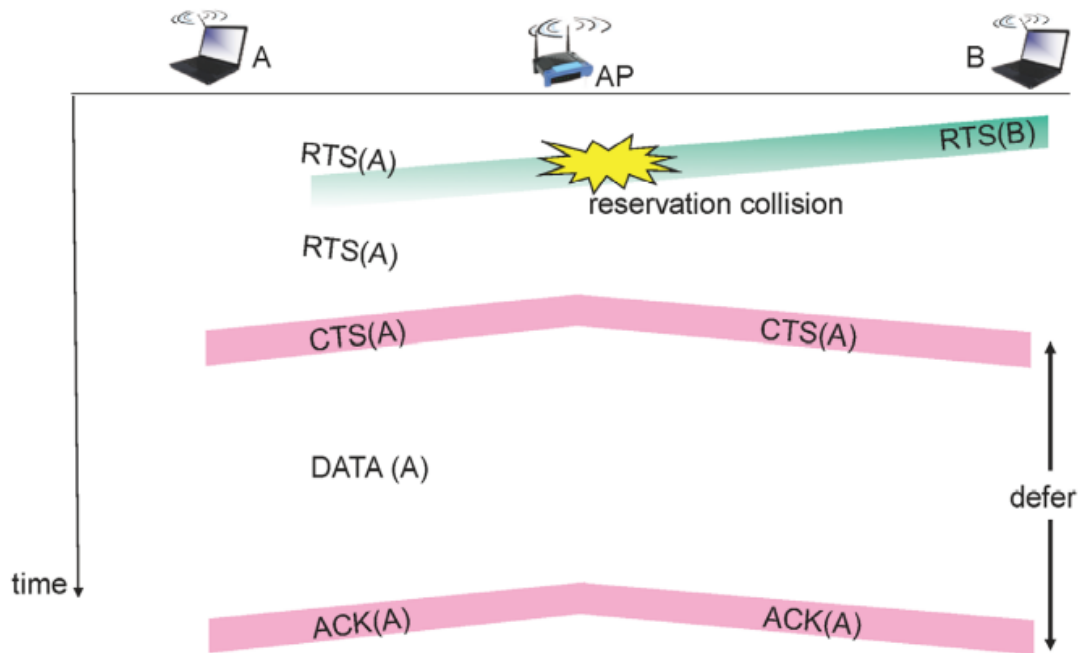 A
AP
B
RTS(A)
RTS(B)
reservation collision
RTS(A)
CTS(A)
CTS(A)
DATA (A)
defer
time
ACK(A)
ACK(A)